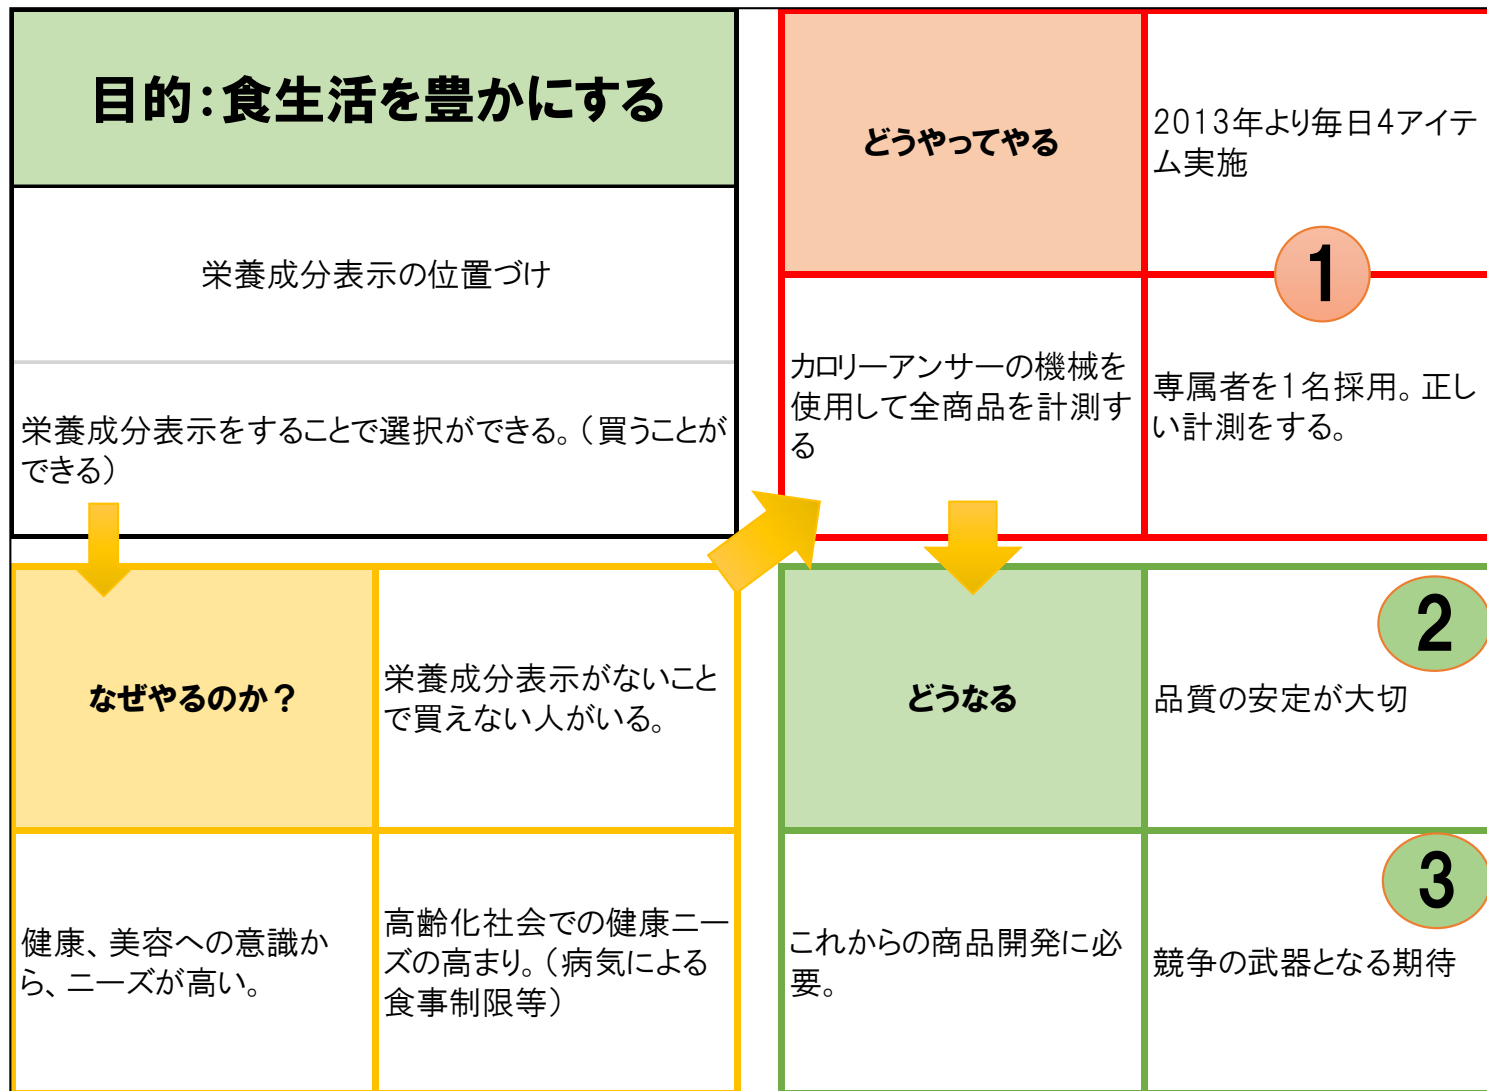 目的：食生活を豊かにする
栄養成分表示の位置づけ
栄養成分表示をすることで選択ができる。（買うことが
できる）
なぜやるのか？
栄養成分表示がないこと
で買えない人がいる。
健康、美容への意識か
ら、ニーズが高い。
高齢化社会での健康ニー
ズの高まり。（病気による
食事制限等）
どうやってやる
2013年より毎日4アイテ
ム実施
1
カロリーアンサーの機械を
使用して全商品を計測す
る
専属者を1名採用。正し
い計測をする。
どうなる
2
品質の安定が大切
これからの商品開発に必
要。
3
競争の武器となる期待